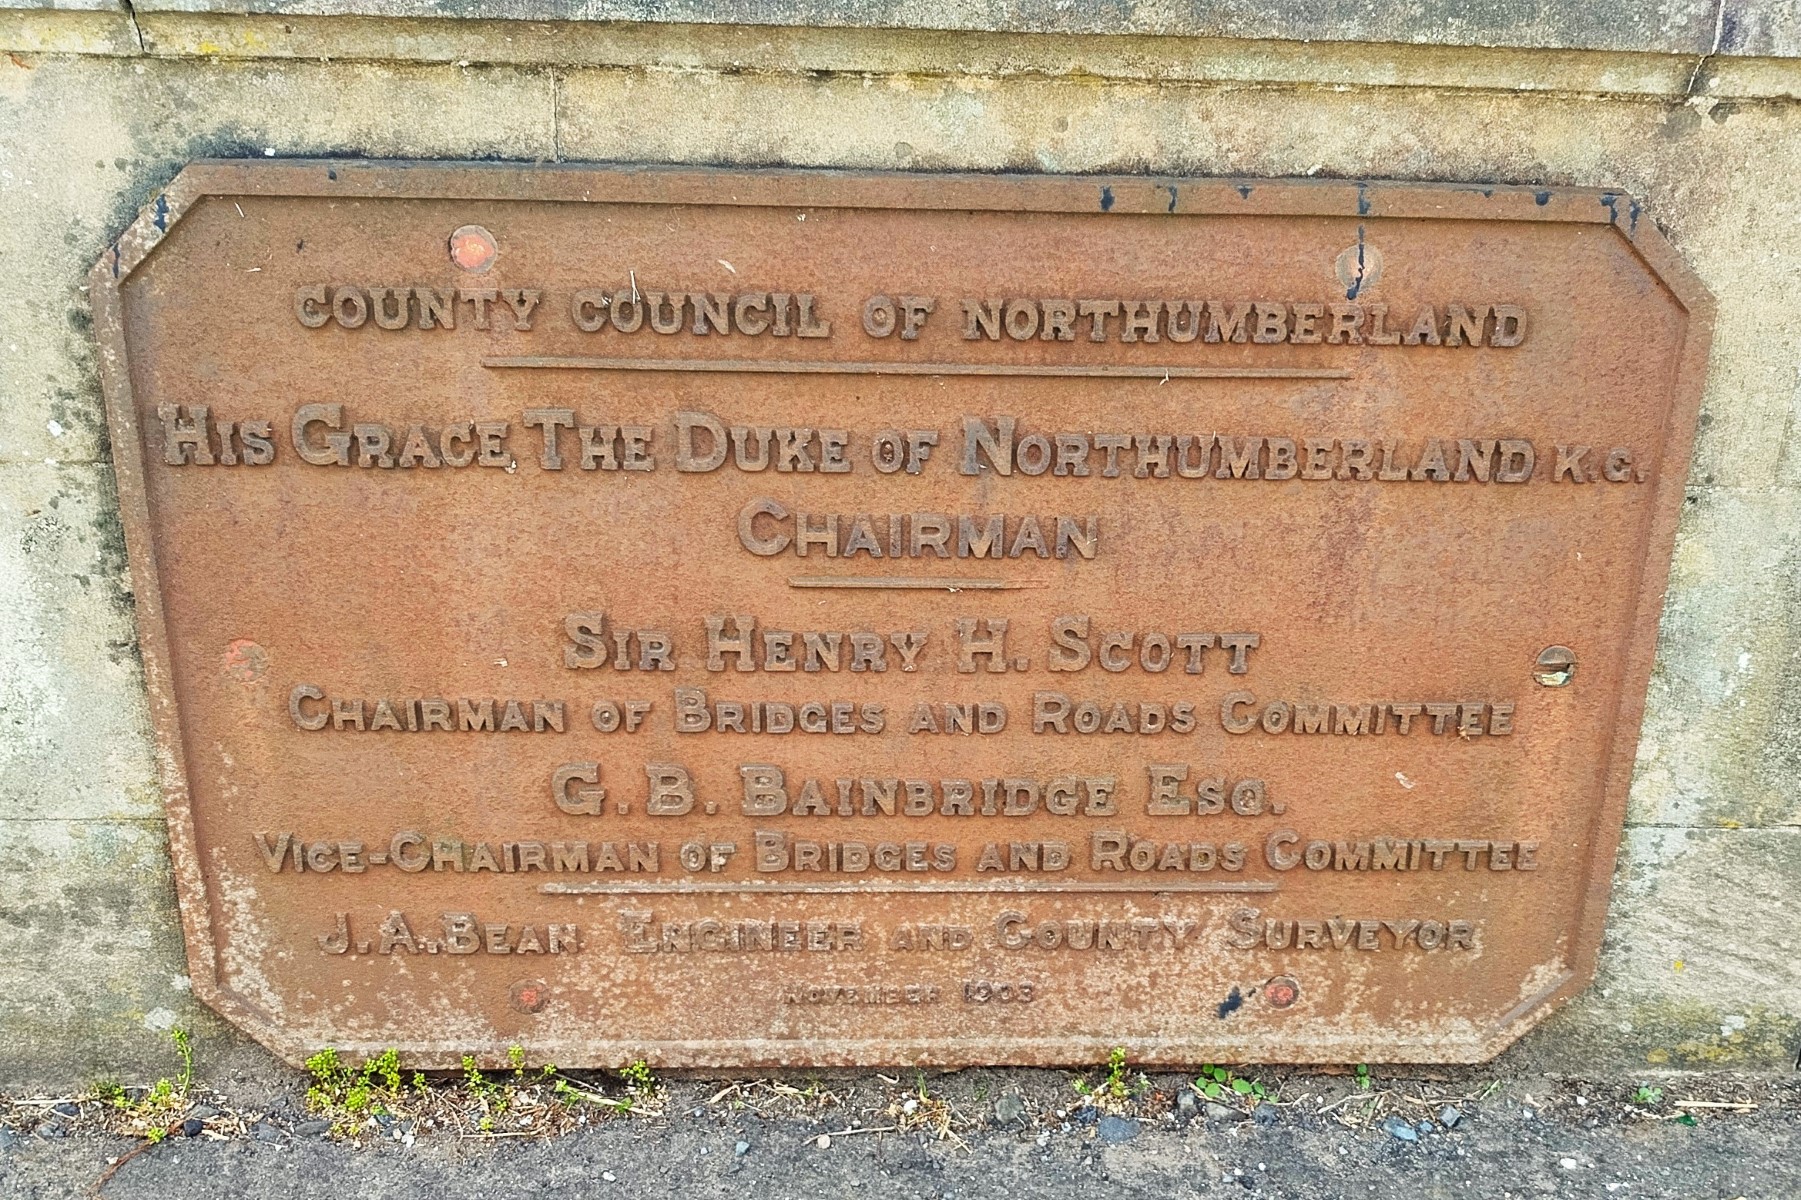 COUNTY COUNCIL OF NORTHUMBERLAND
HIS GRACE THE DUKE OF NORTHUMBERLAND K.G.
CHAIRMAN
SIR HENRY H. SCOTT
CHAIRMAN OF BRIDGES AND ROADS COMMITTEE
G. B. BAINBRIDGE ESQ.
VICE-CHAIRMAN OF BRIDGES AND ROADS COMMITTEE
J. A. BEAN ENGINEER AND COUNTY SURVEYOR
NOVEMBER 1903